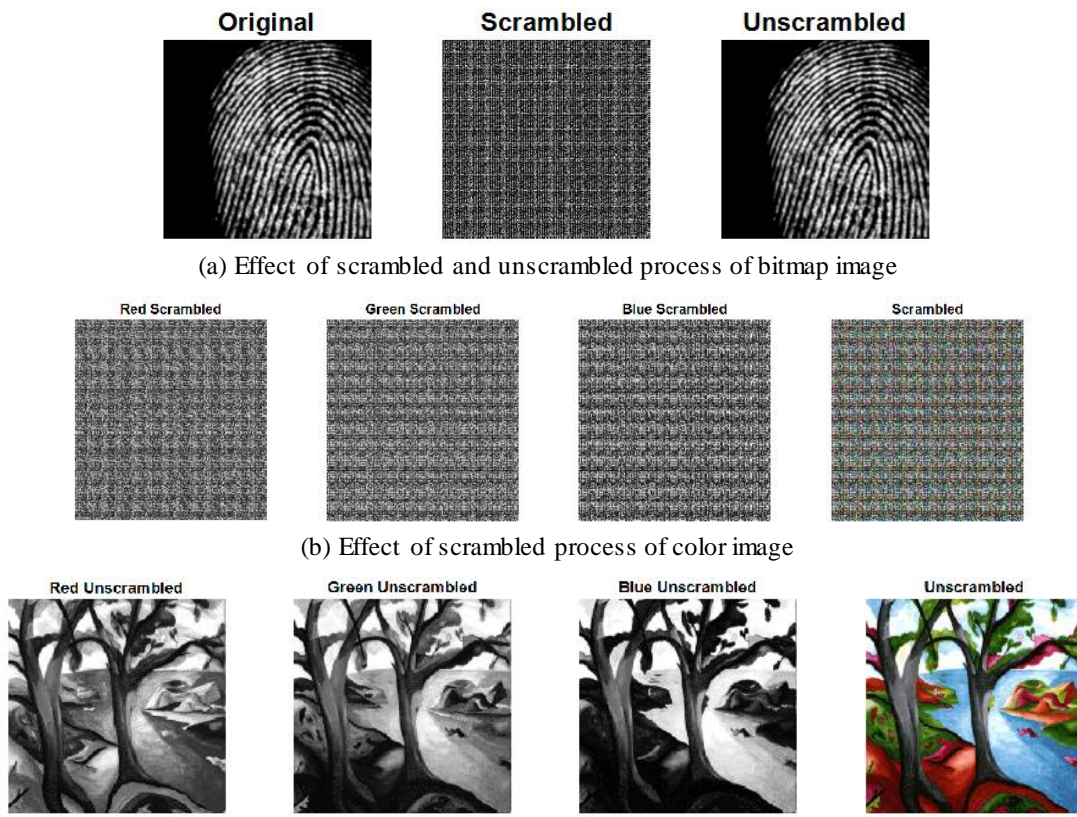 Original Scrambled Unscrambled
(a) Effect of scrambled and unscrambled process of bitmap image
Red Scrambled Green Scrambled Blue Scrambled Scrambled
(b) Effect of scrambled process of color image
Red Unscrambled Green Unscrambled Blue Unscrambled Unscrambled